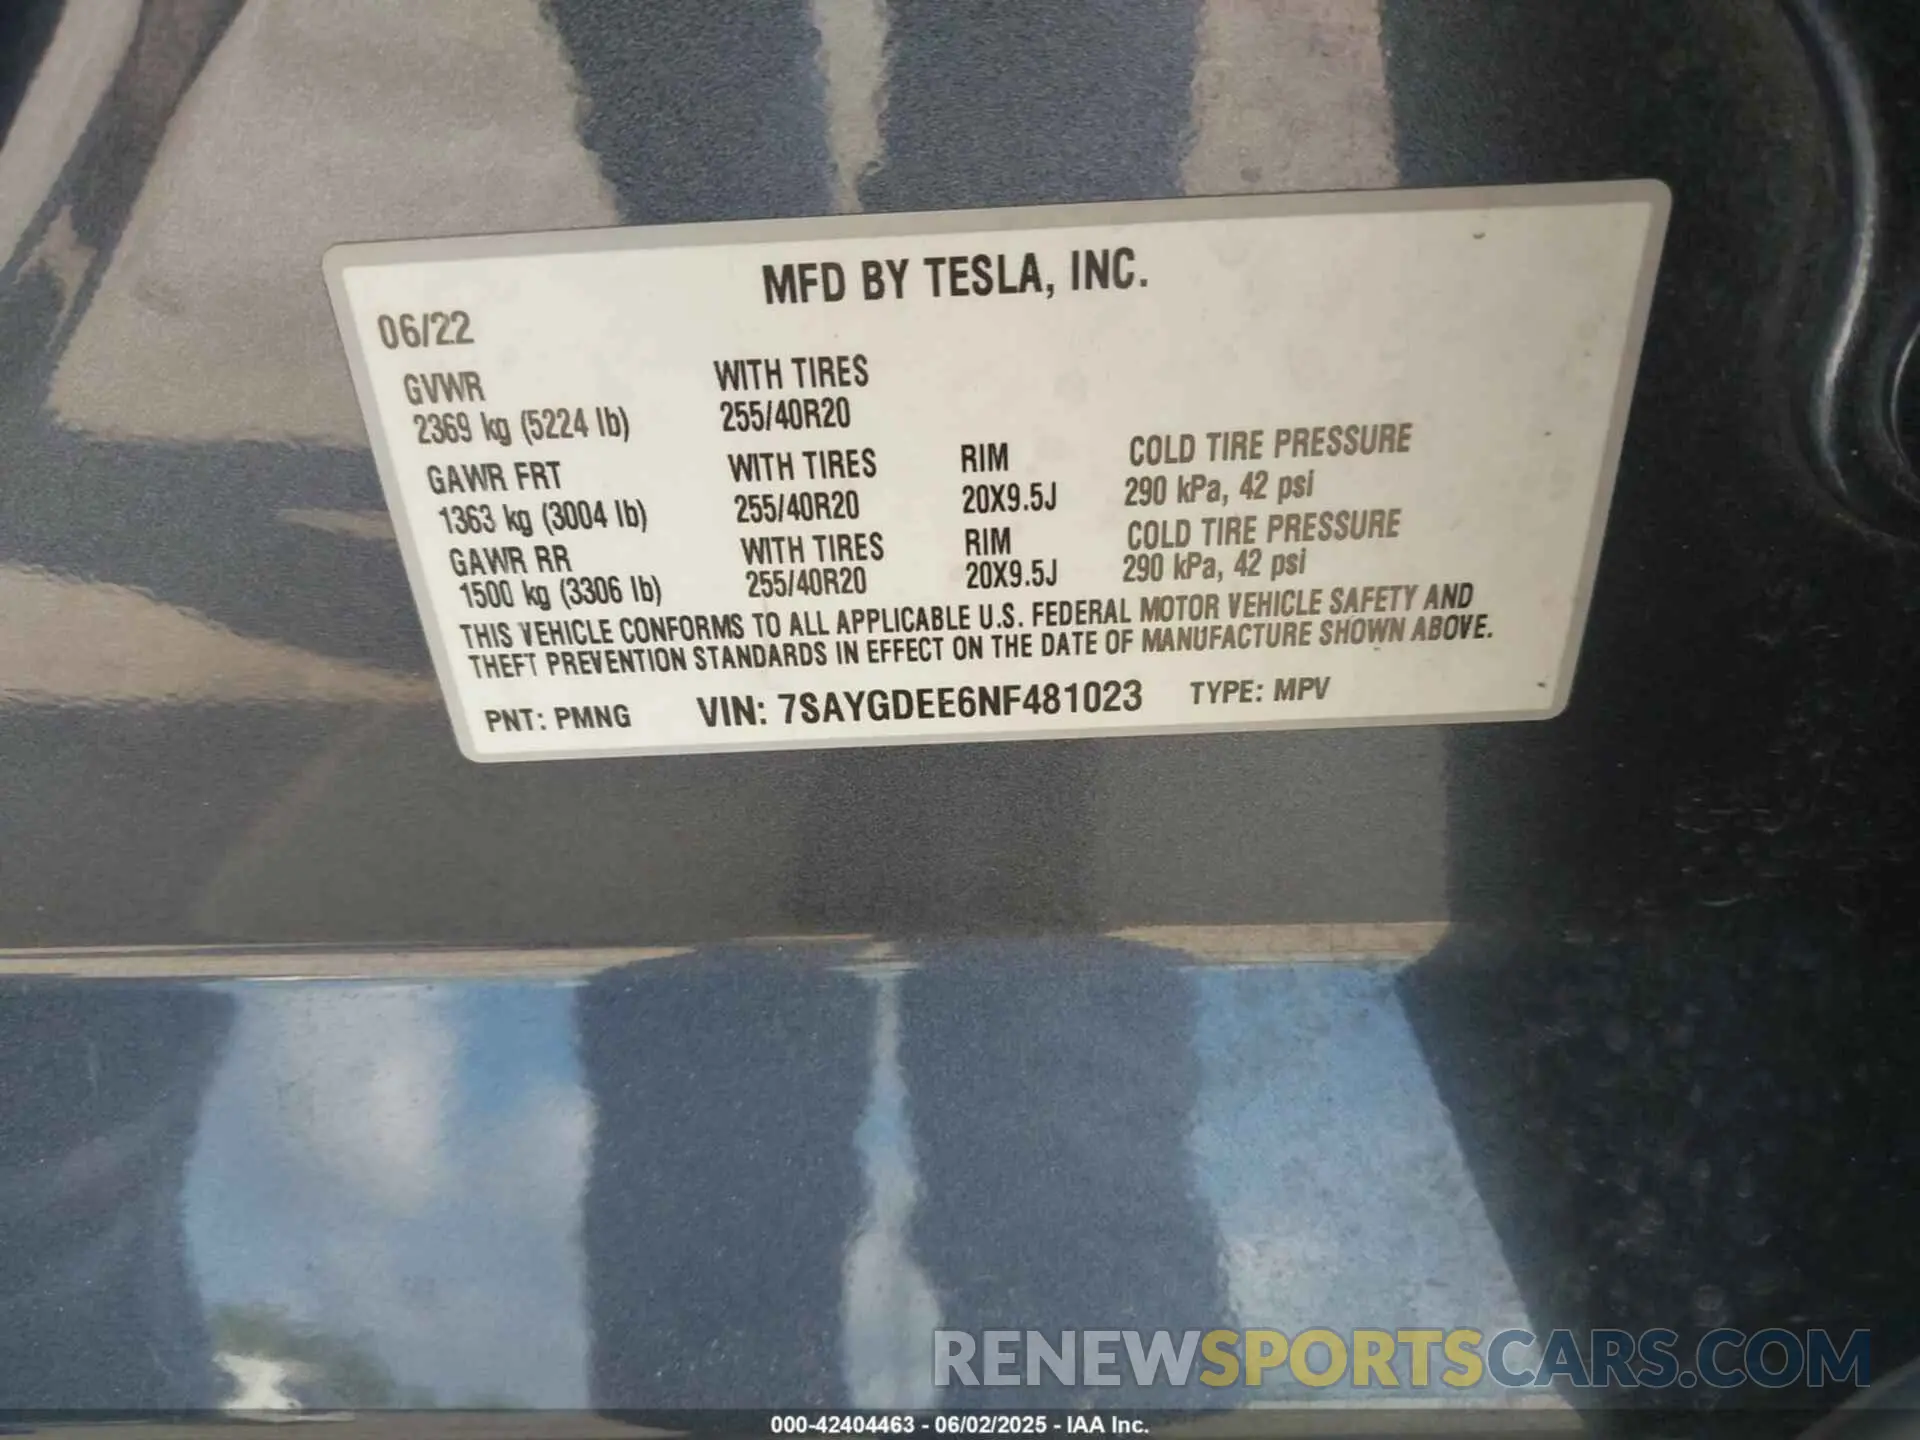 MFD BY TESLA, INC.
06/22
GVWR WITH TIRES
2369 kg (5224 lb) 255/40R20
GAWR FRT WITH TIRES RIM COLD TIRE PRESSURE
1363 kg (3004 lb) 255/40R20 20X9.5J 290 kPa, 42 psi
GAWR RR WITH TIRES RIM COLD TIRE PRESSURE
1500 kg (3306 lb) 255/40R20 20X9.5J 290 kPa, 42 psi
THIS VEHICLE CONFORMS TO ALL APPLICABLE U.S. FEDERAL MOTOR VEHICLE SAFETY AND
THEFT PREVENTION STANDARDS IN EFFECT ON THE DATE OF MANUFACTURE SHOWN ABOVE.
PNT: PMNG VIN: 7SAYGDEE6NF481023 TYPE: MPV
RENEWSPORTSCARS.COM
000-42404463 - 06/02/2025 - IAA Inc.